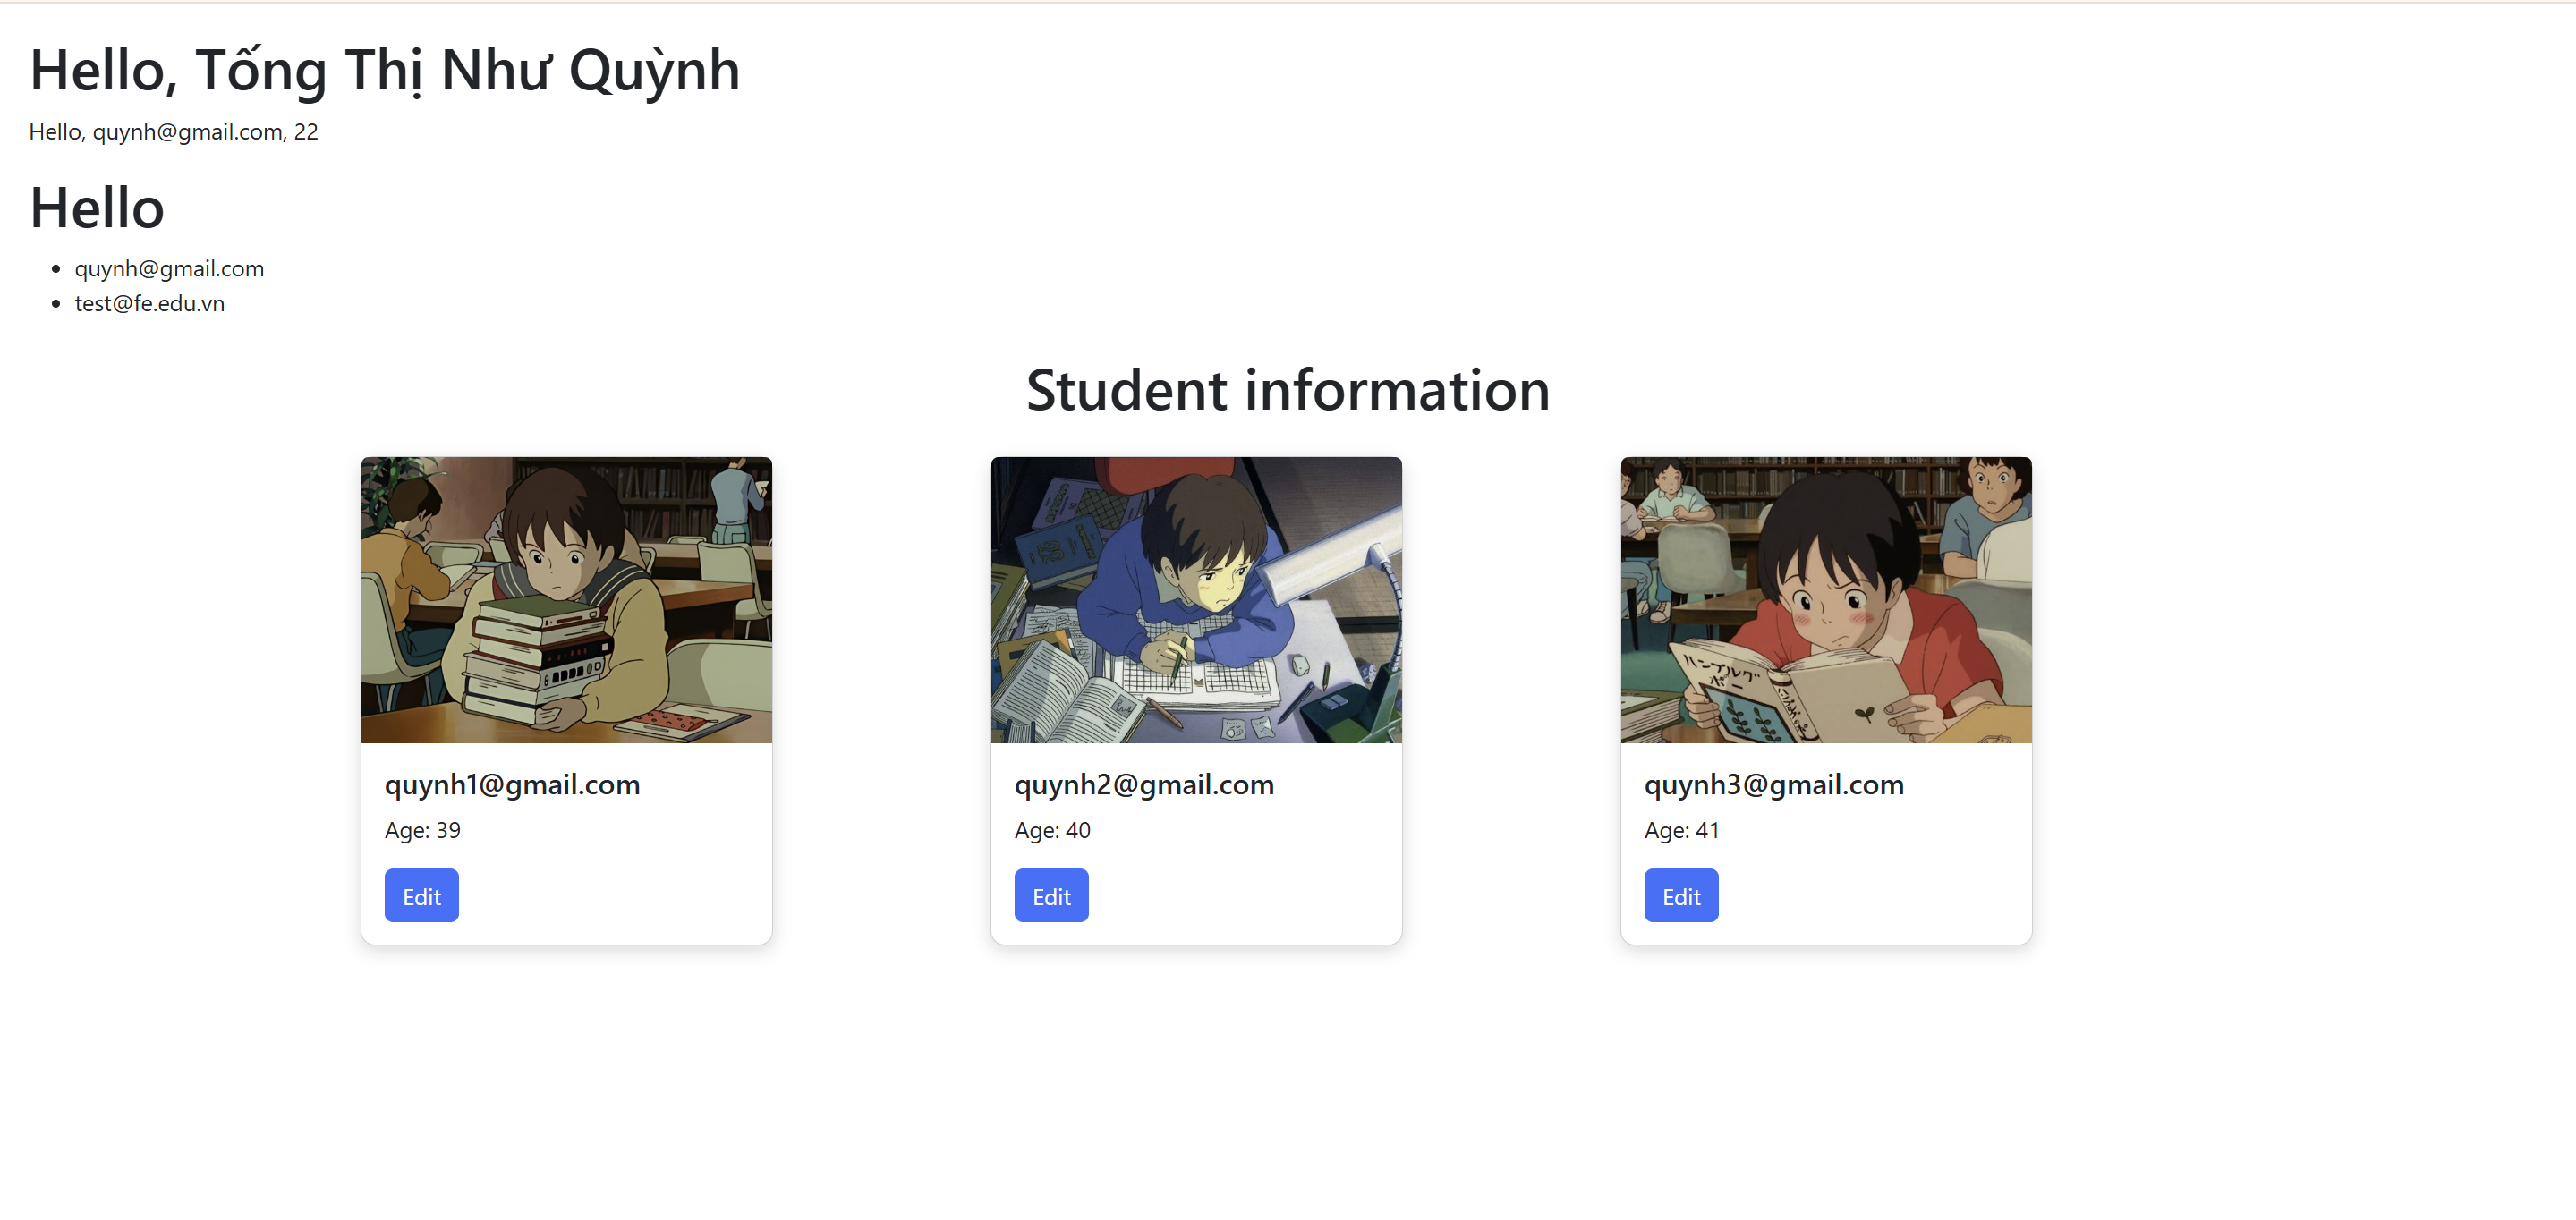 Hello, Tống Thị Như Quỳnh
Hello, quynh@gmail.com, 22
Hello
quynh@gmail.com
test@fe.edu.vn
Student information
quynh1@gmail.com
Age: 39
Edit
quynh2@gmail.com
Age: 40
Edit
quynh3@gmail.com
Age: 41
Edit